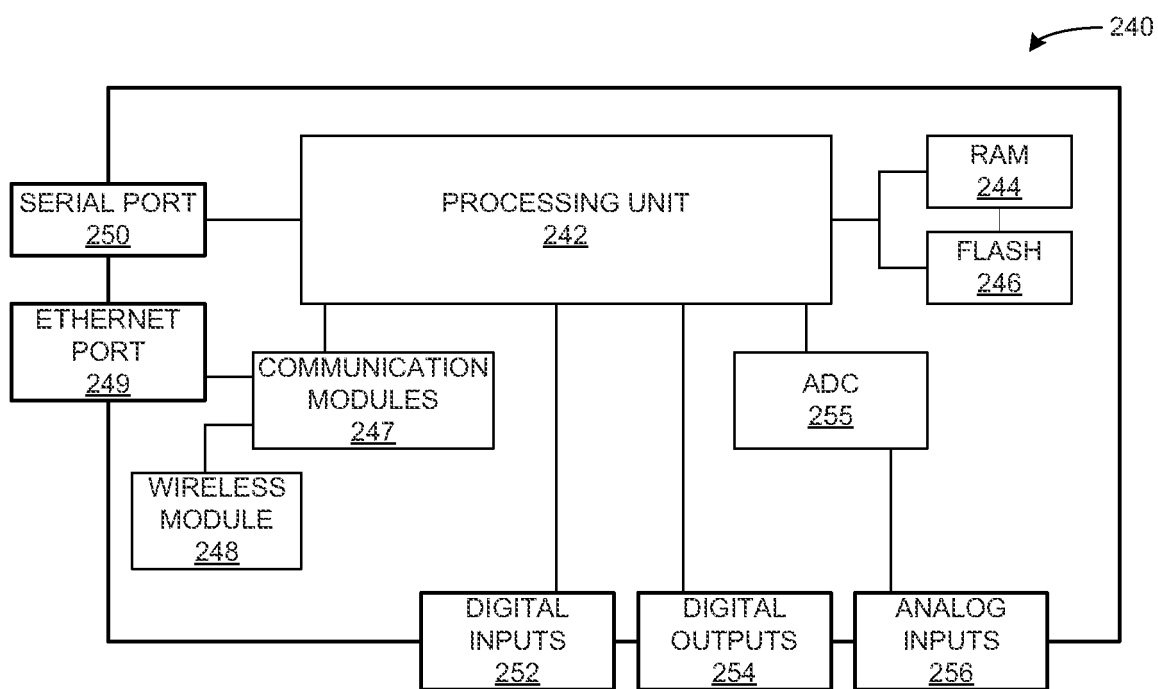 240
RAM
244
SERIAL PORT
250
PROCESSING UNIT
242
FLASH
246
ETHERNET
PORT
249
COMMUNICATION
MODULES
247
ADC
255
WIRELESS
MODULE
248
DIGITAL
INPUTS
252
DIGITAL
OUTPUTS
254
ANALOG
INPUTS
256